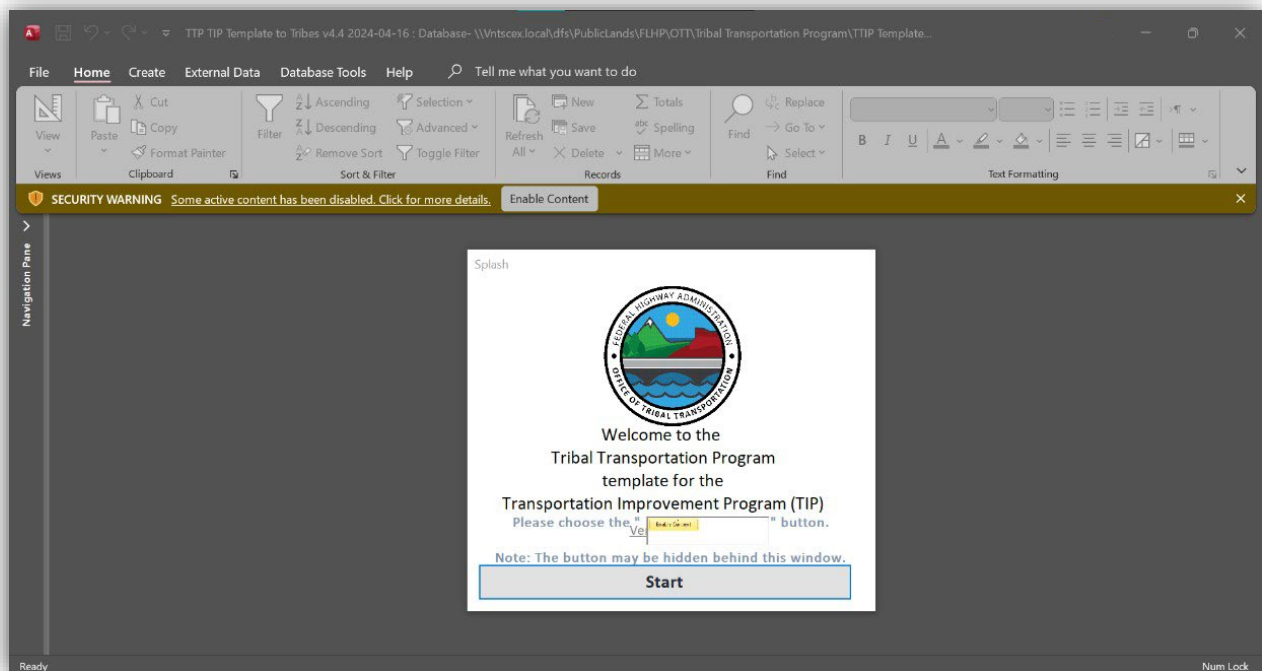 TTP TIP Template to Tribes v4.4 2024-04-16 : Database- \\Vntscex.local\dfs\PublicLands\FLHP\OTT\Tribal Transportation Program\TTIP Template...
File Home Create External Data Database Tools Help Tell me what you want to do
View
Paste
Cut
Copy
Format Painter
Filter
Ascending
Descending
Remove Sort
Selection
Advanced
Toggle Filter
Refresh
All
New
Save
Delete
Totals
Spelling
More
Find
Replace
Go To
Select
B I U A
Views Clipboard Sort & Filter Records Find Text Formatting
SECURITY WARNING Some active content has been disabled. Click for more details. Enable Content
Navigation Pane
Splash
FEDERAL HIGHWAY ADMINISTRATION
OFFICE OF TRIBAL TRANSPORTATION
Welcome to the
Tribal Transportation Program
template for the
Transportation Improvement Program (TIP)
Please choose the " Enable Content " button.
Note: The button may be hidden behind this window.
Start
Ready Num Lock